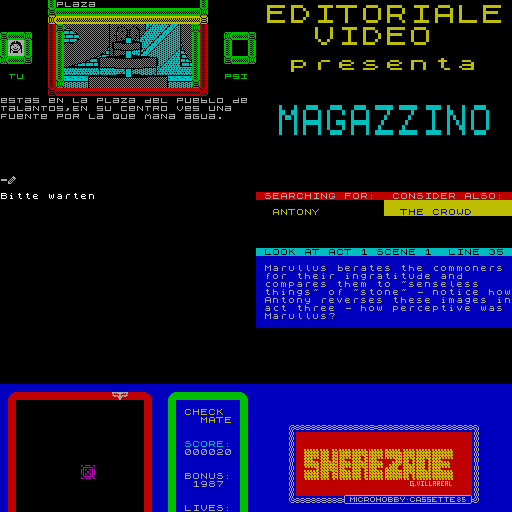 PLAZA
TU
PSI
ESTAS EN LA PLAZA DEL PUEBLO DE
TALANTOS,EN SU CENTRO VES UNA
FUENTE POR LA QUE MANA AGUA.
EDITORIALE
VIDEO
presenta
MAGAZZINO
Bitte warten
SEARCHING FOR: CONSIDER ALSO:
ANTONY THE CROWD
LOOK AT ACT 1 SCENE 1 LINE 35
Marullus berates the commoners
for their ingratitude and
compares them to "senseless
things" of "stone" - notice how
Antony reverses these images in
act three - how perceptive was
Marullus?
CHECK
MATE
SCORE:
000020
BONUS:
1987
LIVES:
SHEREZADE
G.VILLAREAL
MICROHOBBY-CASSETTE 85